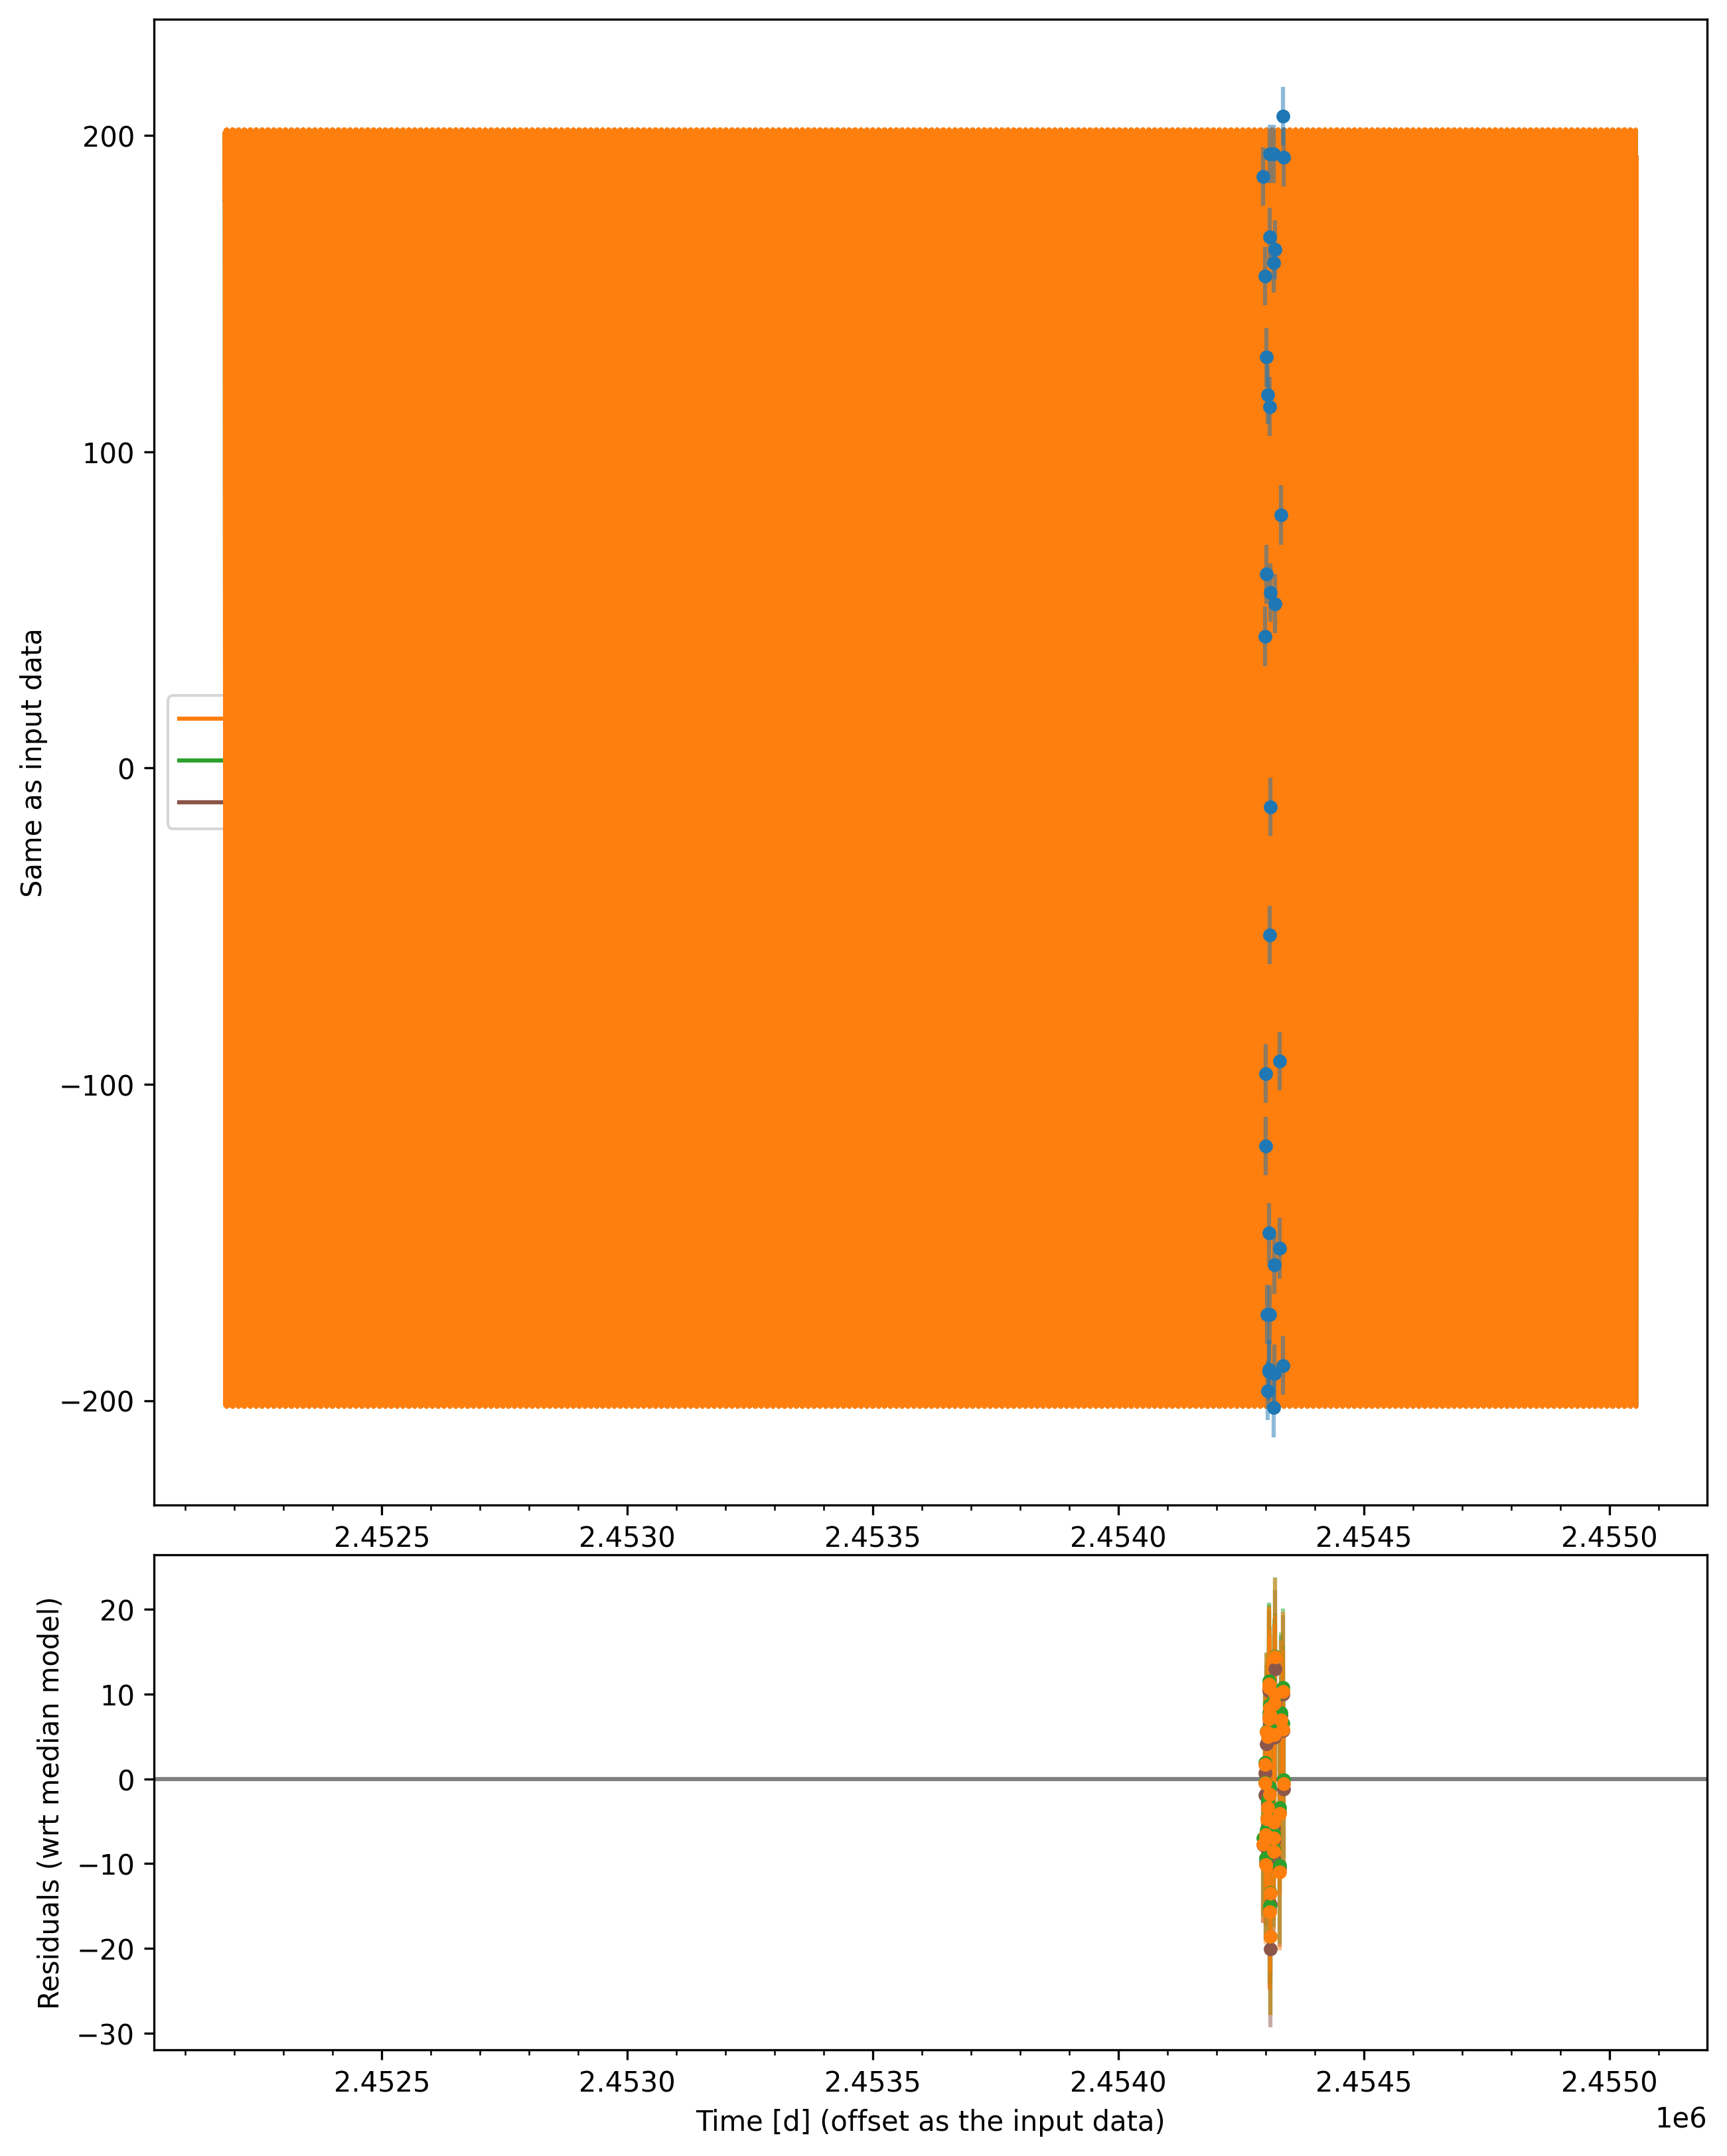 200
100
0
−100
−200
Same as input data
2.4525 2.4530 2.4535 2.4540 2.4545 2.4550
20
10
0
−10
−20
−30
Residuals (wrt median model)
2.4525 2.4530 2.4535 2.4540 2.4545 2.4550
1e6
Time [d] (offset as the input data)